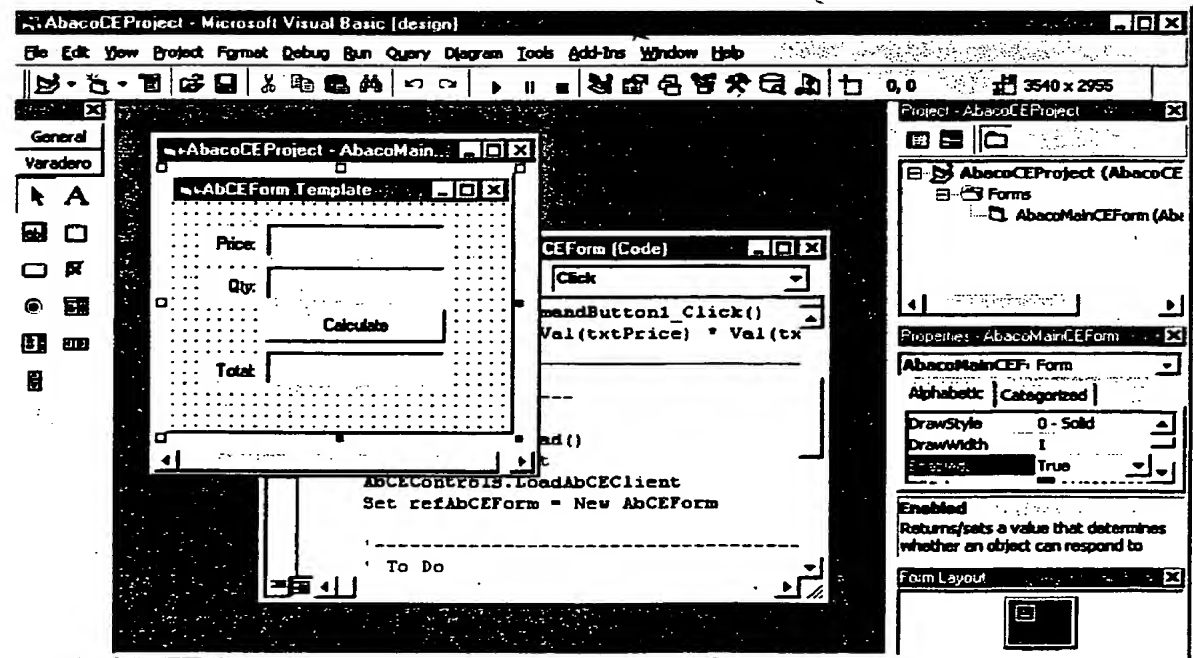 AbacoCEProject - Microsoft Visual Basic [design]
File Edit View Project Format Debug Run Query Diagram Tools Add-Ins Window Help
0, 0
3540 x 2955
General
Varadero
A
AbacoCEProject - AbacoMain...
AbCEForm Template
Price:
Qty:
Calculate
Total:
CEForm (Code)
Click
mandButton1_Click()
Val(txtPrice) * Val(tx
ad()
t
AbCEControls.LoadAbCEClient
Set refAbCEForm = New AbCEForm
'-----------------------------------
' To Do
Project - AbacoCEProject
AbacoCEProject (AbacoCE
Forms
AbacoMainCEForm (Aba
Properties - AbacoMainCEForm
AbacoMainCEF Form
Alphabetic Categorized
DrawStyle 0 - Solid
DrawWidth 1
Enabled True
Enabled
Returns/sets a value that determines
whether an object can respond to
Form Layout